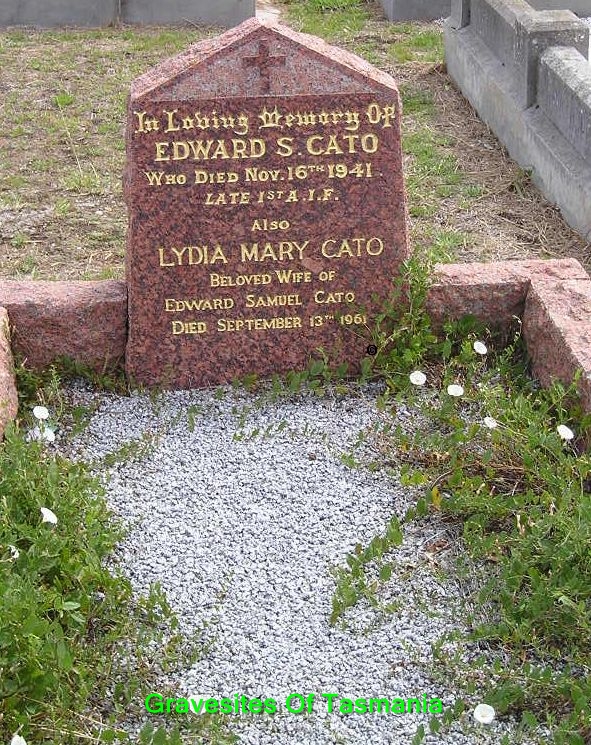 In Loving Memory Of
EDWARD S. CATO
WHO DIED NOV. 16TH 1941.
LATE 1ST A.I.F.
ALSO
LYDIA MARY CATO
BELOVED WIFE OF
EDWARD SAMUEL CATO
DIED SEPTEMBER 13TH 1961
Gravesites Of Tasmania